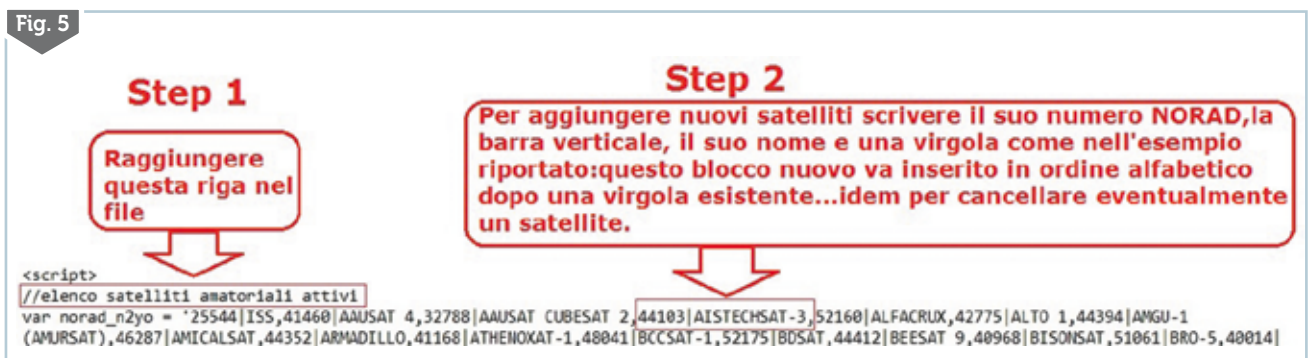 Fig. 5
Step 1
Raggiungere
questa riga nel
file
Step 2
Per aggiungere nuovi satelliti scrivere il suo numero NORAD,la
barra verticale, il suo nome e una virgola come nell'esempio
riportato:questo blocco nuovo va inserito in ordine alfabetico
dopo una virgola esistente...idem per cancellare eventualmente
un satellite.
<script>
//elenco satelliti amatoriali attivi
var norad_n2yo = '25544|ISS,41460|AAUSAT 4,32788|AAUSAT CUBESAT 2,44103|AISTECHSAT-3,52160|ALFACRUX,42775|ALTO 1,44394|AMGU-1
(AMURSAT),46287|AMICALSAT,44352|ARMADILLO,41168|ATHENOXAT-1,48041|BCCSAT-1,52175|BDSAT,44412|BEESAT 9,40968|BISONSAT,51061|BRO-5,40014|